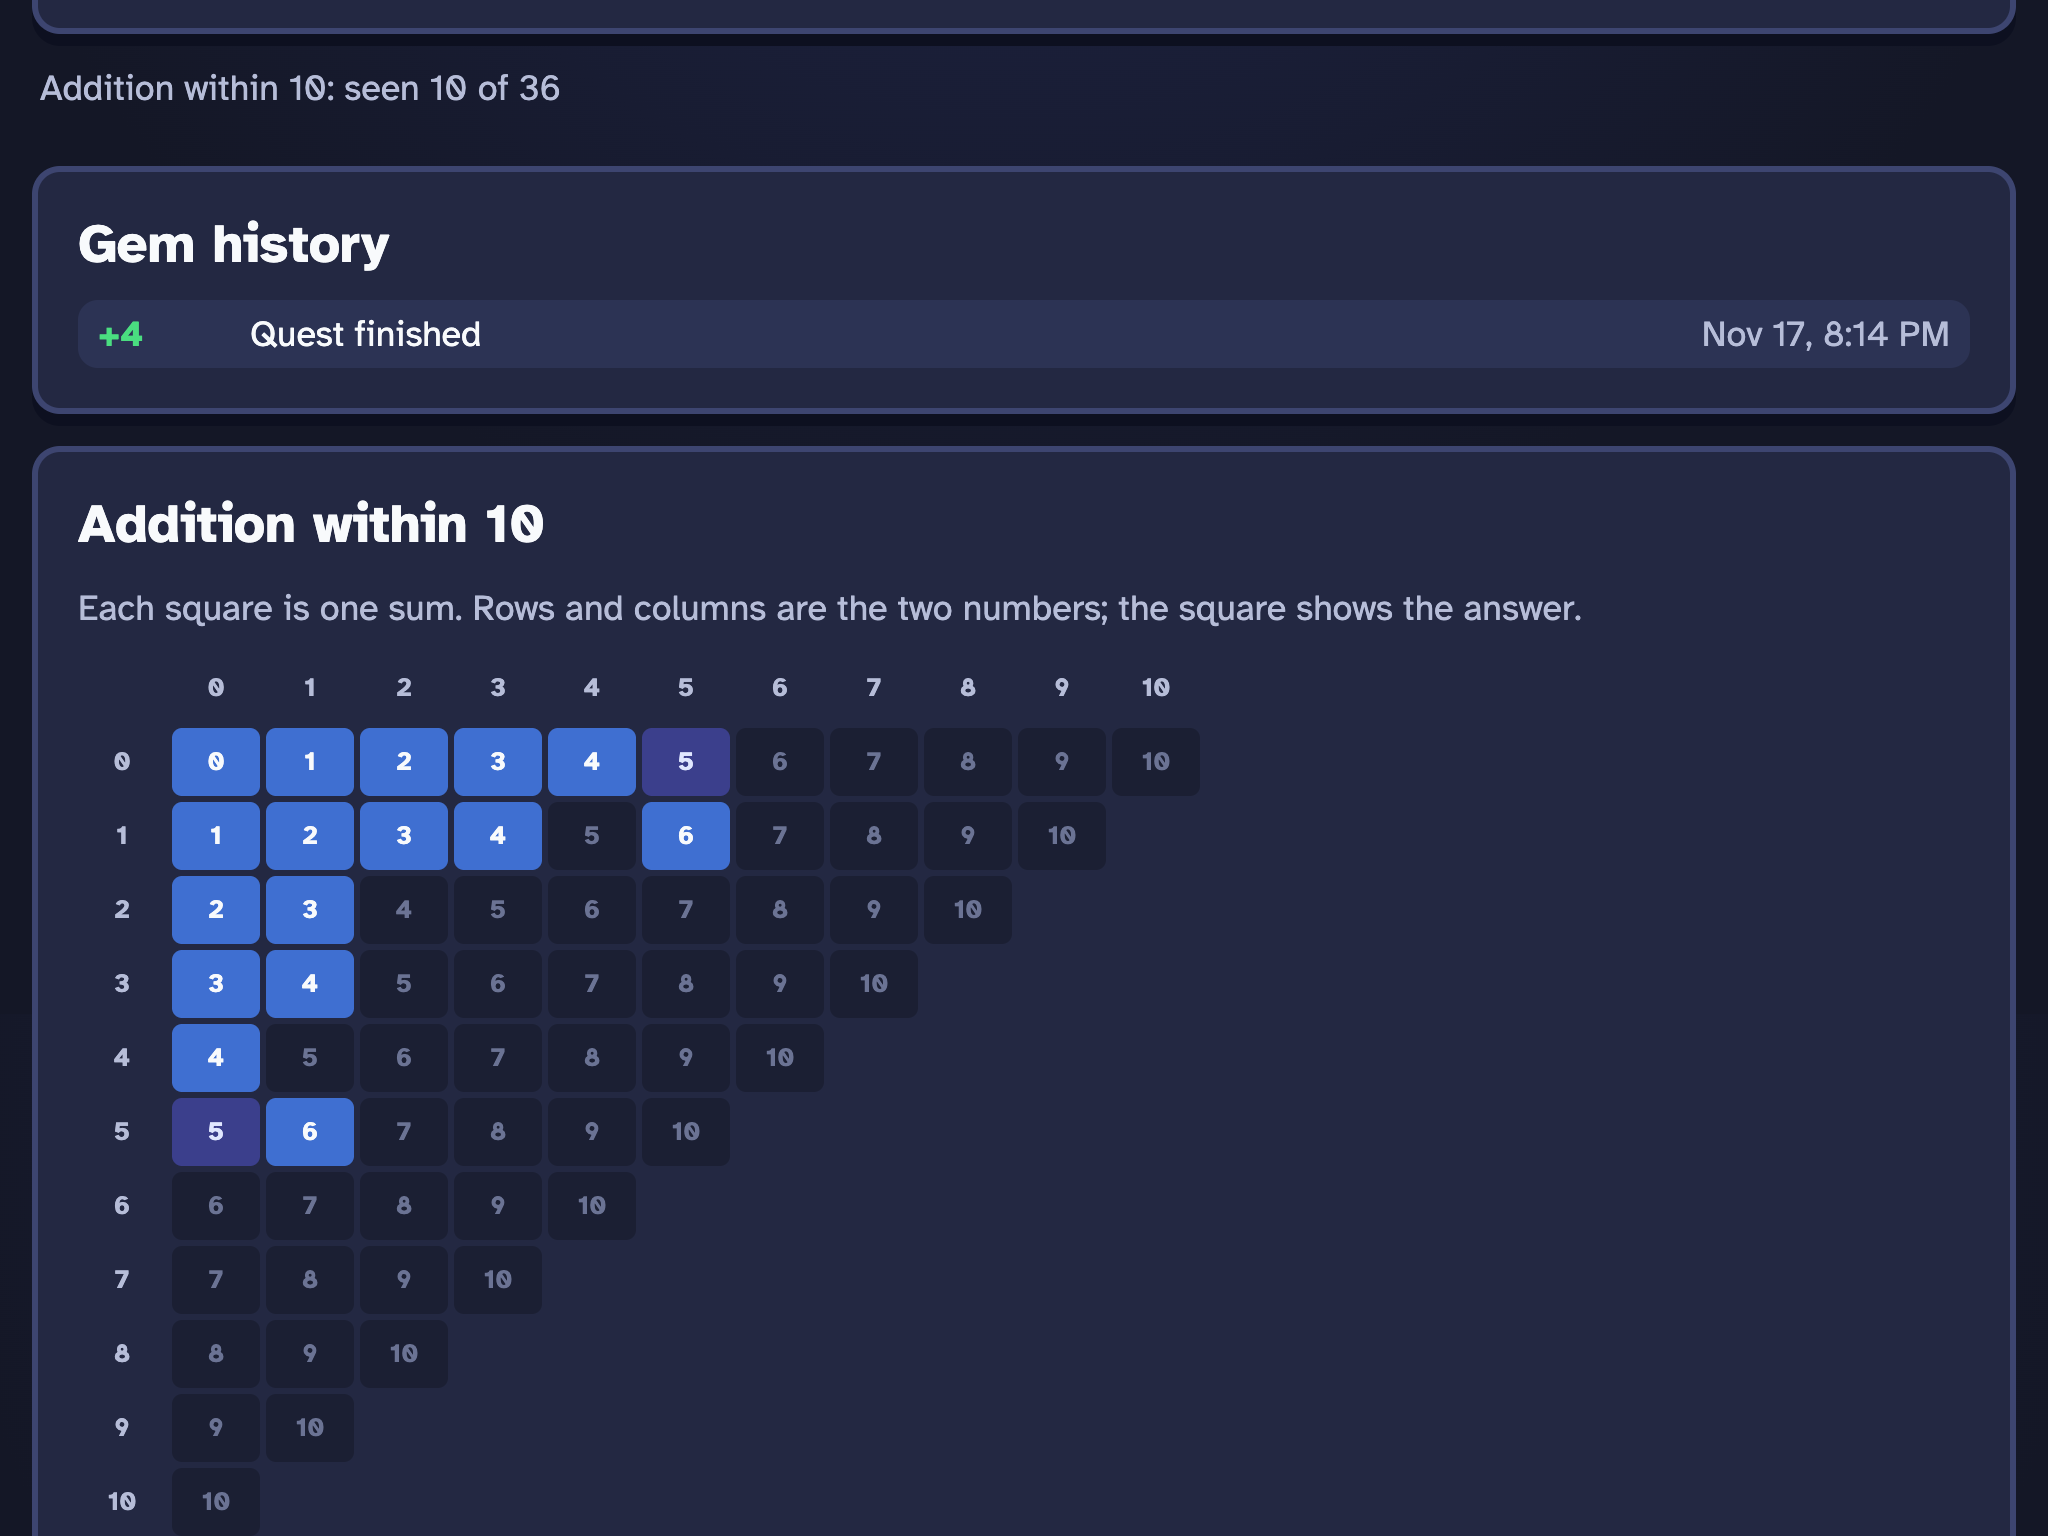 Addition within 10: seen 10 of 36
Gem history
+4 Quest finished Nov 17, 8:14 PM
Addition within 10
Each square is one sum. Rows and columns are the two numbers; the square shows the answer.
0 1 2 3 4 5 6 7 8 9 10
0 0 1 2 3 4 5 6 7 8 9 10
1 1 2 3 4 5 6 7 8 9 10
2 2 3 4 5 6 7 8 9 10
3 3 4 5 6 7 8 9 10
4 4 5 6 7 8 9 10
5 5 6 7 8 9 10
6 6 7 8 9 10
7 7 8 9 10
8 8 9 10
9 9 10
10 10